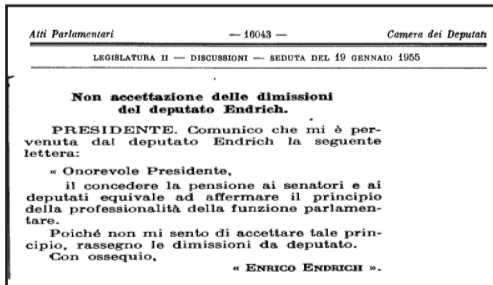 Atti Parlamentari — 16043 — Camera dei Deputati
LEGISLATURA II — DISCUSSIONI — SEDUTA DEL 19 GENNAIO 1955
Non accettazione delle dimissioni
del deputato Endrich.
PRESIDENTE. Comunico che mi è per-
venuta dal deputato Endrich la seguente
lettera:
« Onorevole Presidente,
il concedere la pensione ai senatori e ai
deputati equivale ad affermare il principio
della professionalità della funzione parlamen-
tare.
Poiché non mi sento di accettare tale prin-
cipio, rassegno le dimissioni da deputato.
Con ossequio,
« ENRICO ENDRICH ».